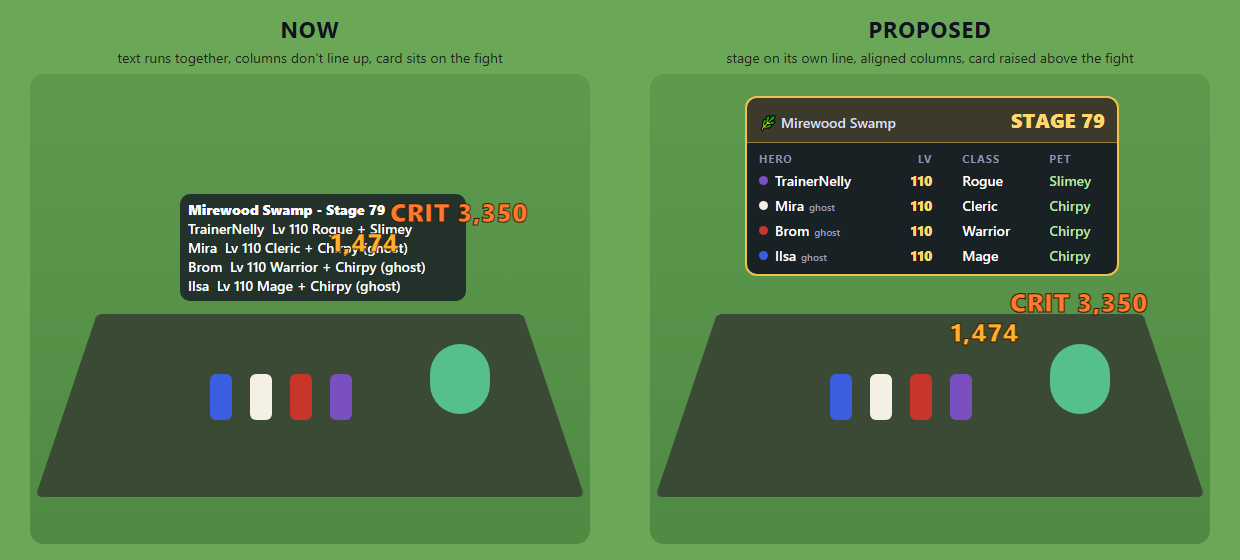 NOW
text runs together, columns don't line up, card sits on the fight
Mirewood Swamp - Stage 79
CRIT 3,350
TrainerNelly Lv 110 Rogue + Slimey
1,474
Mira Lv 110 Cleric + Chirpy (ghost)
Brom Lv 110 Warrior + Chirpy (ghost)
Ilsa Lv 110 Mage + Chirpy (ghost)
PROPOSED
stage on its own line, aligned columns, card raised above the fight
Mirewood Swamp STAGE 79
HERO LV CLASS PET
TrainerNelly 110 Rogue Slimey
Mira ghost 110 Cleric Chirpy
Brom ghost 110 Warrior Chirpy
Ilsa ghost 110 Mage Chirpy
CRIT 3,350
1,474